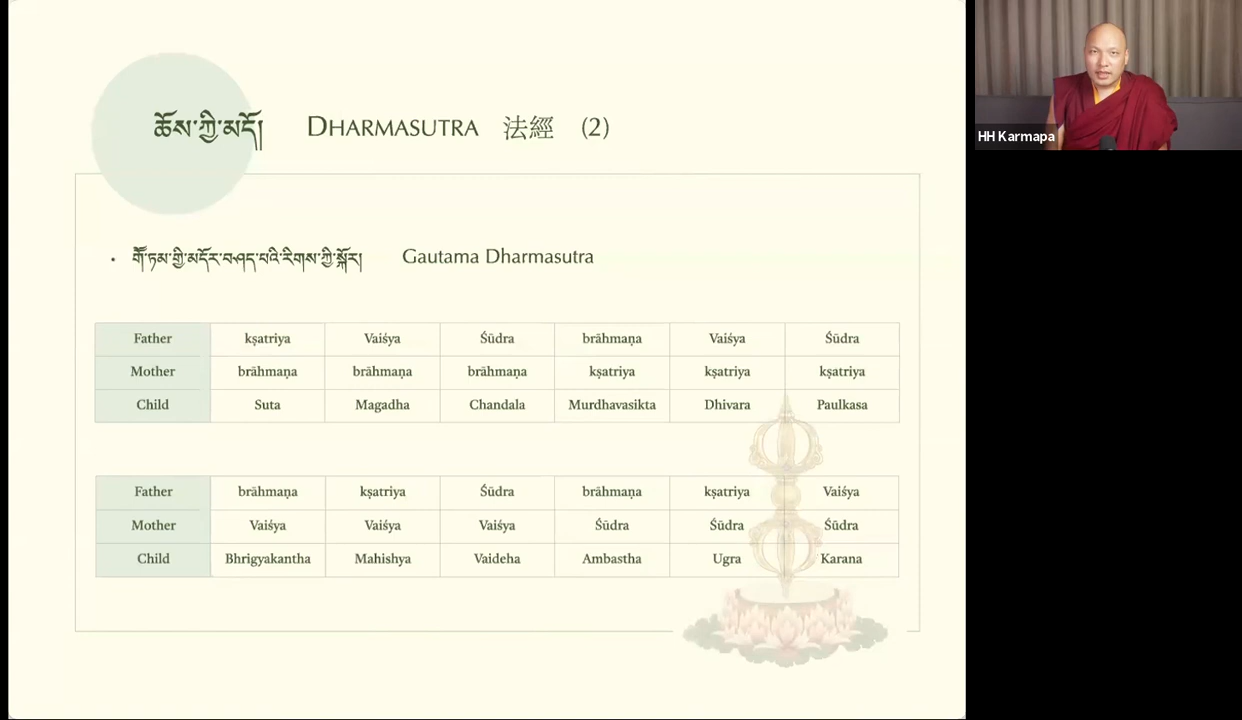 ཆོས་ཀྱི་མདོ། DHARMASUTRA 法經 (2)
HH Karmapa
• གོཽ་ཏམ་གྱི་མདོར་བཤད་པའི་རིགས་ཀྱི་སྐོར། Gautama Dharmasutra
Father kṣatriya Vaiśya Śūdra brāhmaṇa Vaiśya Śūdra
Mother brāhmaṇa brāhmaṇa brāhmaṇa kṣatriya kṣatriya kṣatriya
Child Suta Magadha Chandala Murdhavasikta Dhivara Paulkasa
Father brāhmaṇa kṣatriya Śūdra brāhmaṇa kṣatriya Vaiśya
Mother Vaiśya Vaiśya Vaiśya Śūdra Śūdra Śūdra
Child Bhrigyakantha Mahishya Vaideha Ambastha Ugra Karana